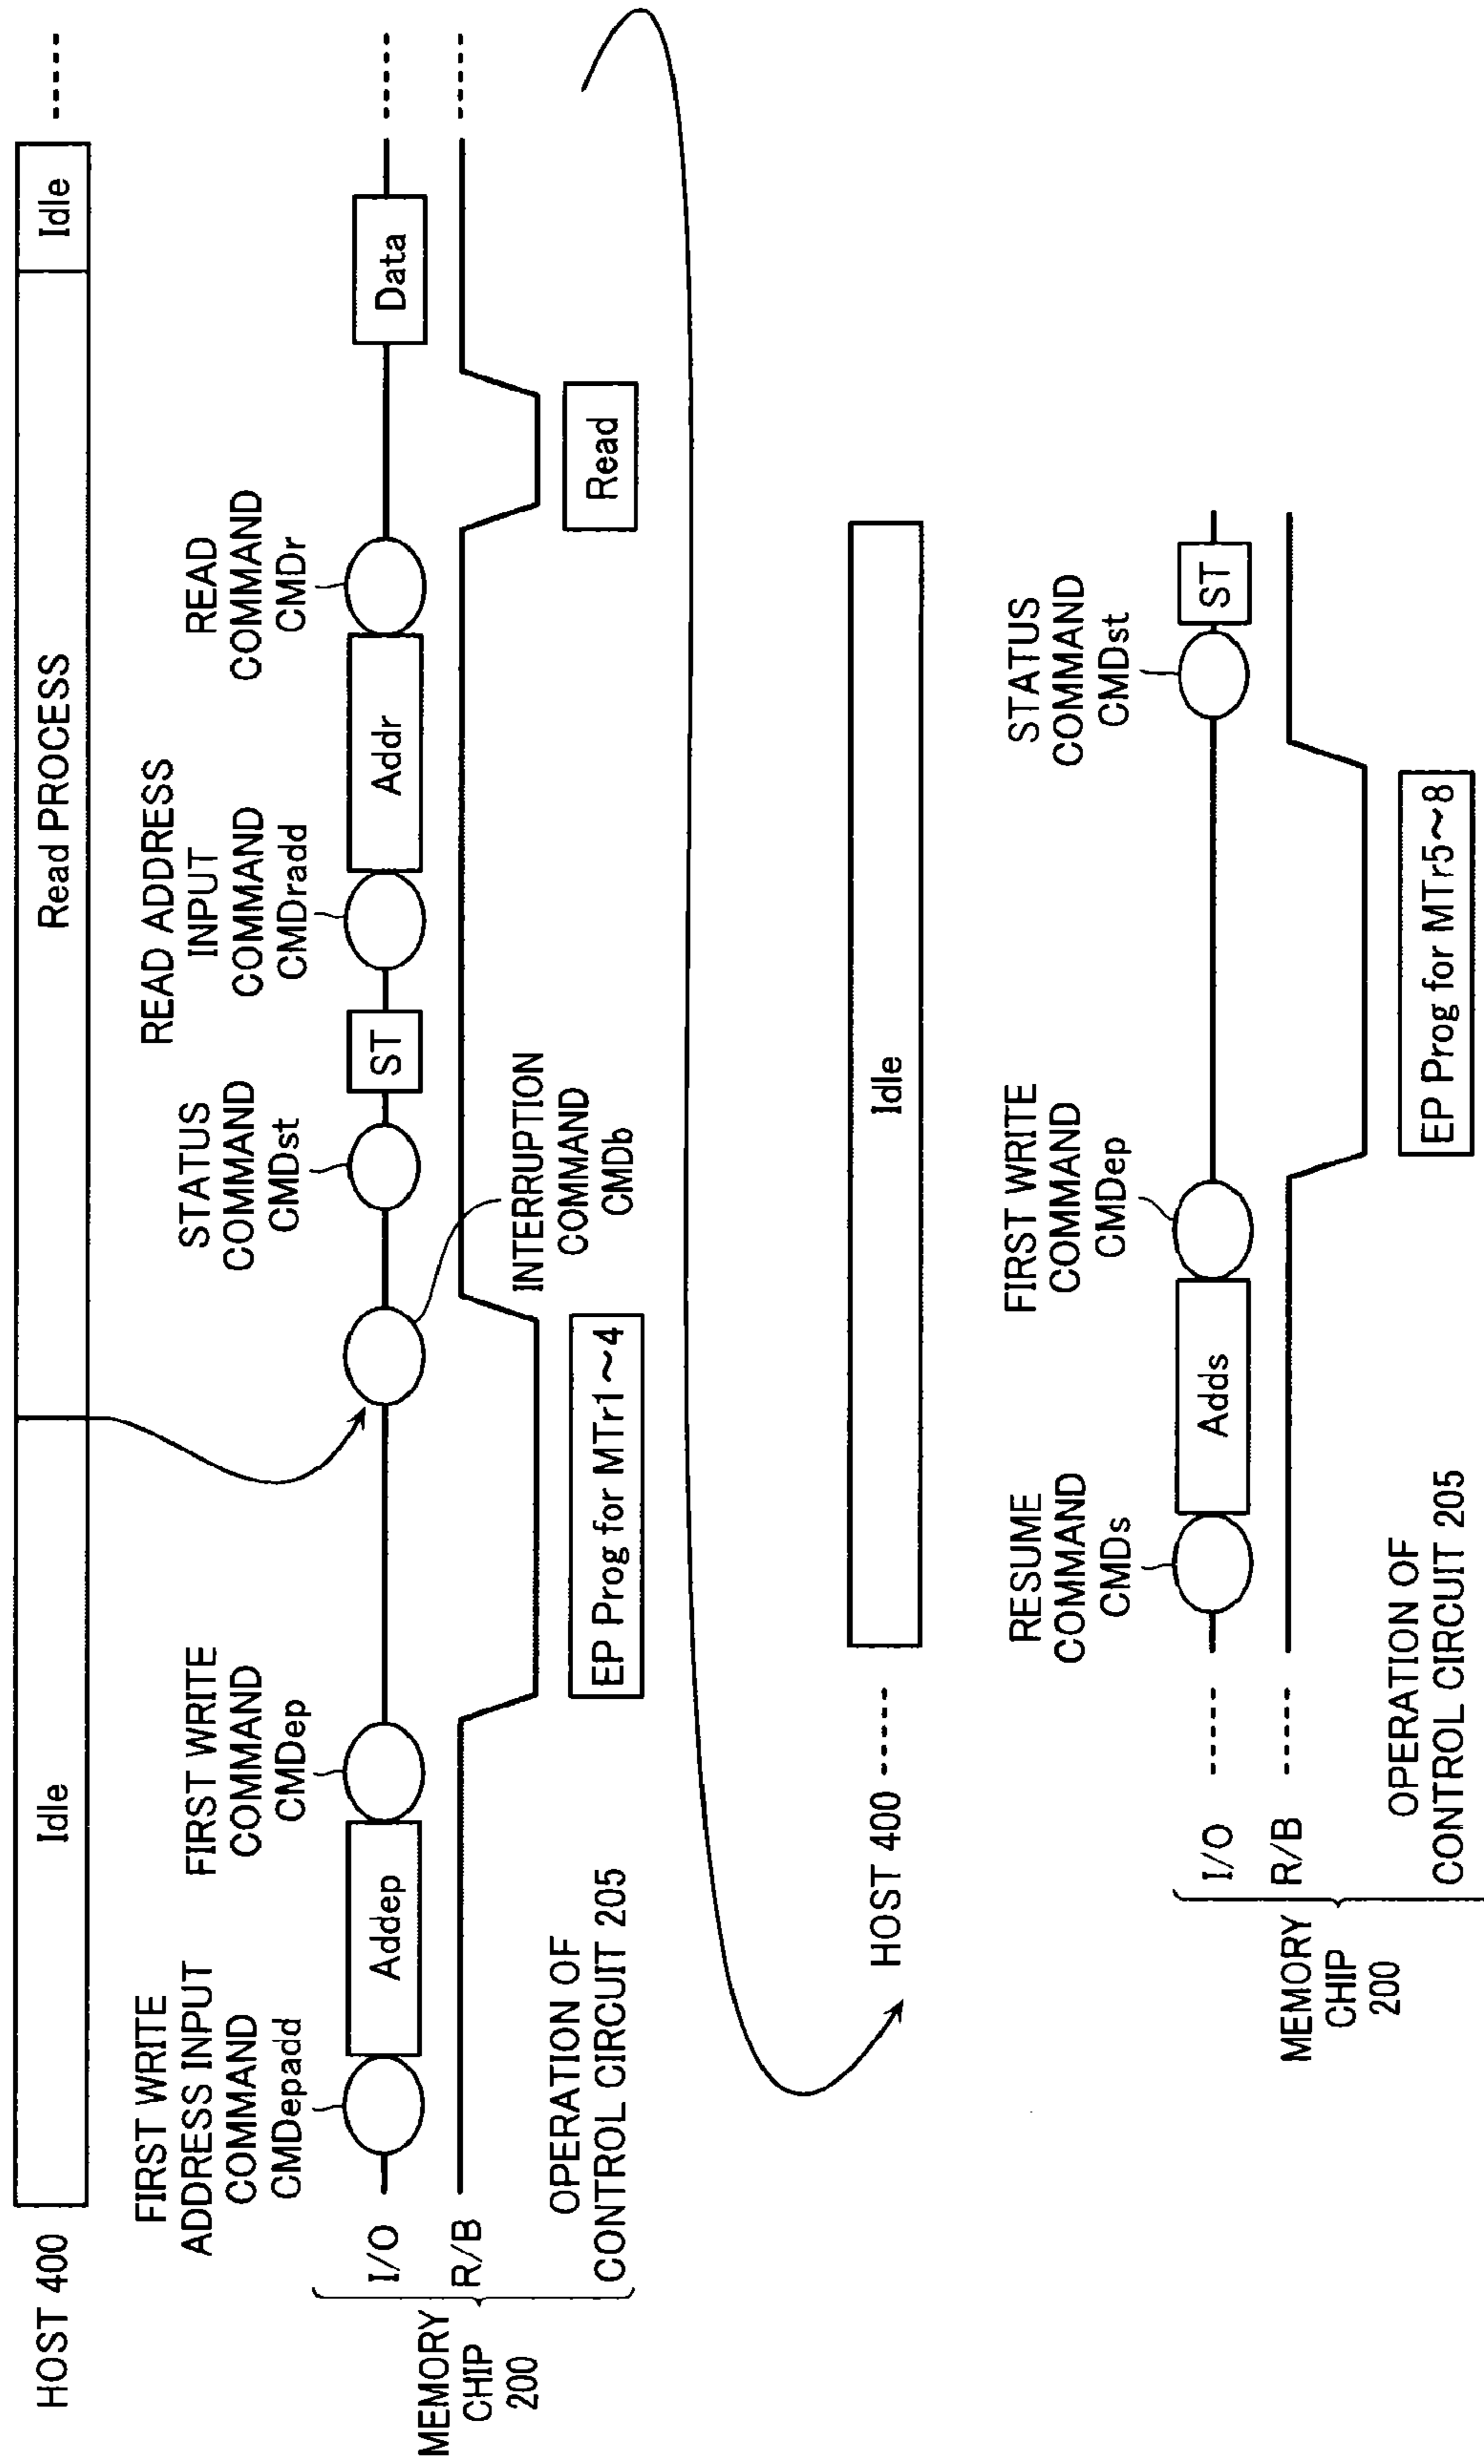 HOST 400
Idle
Read PROCESS
Idle
FIRST WRITE
ADDRESS INPUT
COMMAND
CMDepadd
FIRST WRITE
COMMAND
CMDep
STATUS
COMMAND
CMDst
READ ADDRESS
INPUT
COMMAND
CMDradd
READ
COMMAND
CMDr
I/O
Addep
ST
Addr
Data
R/B
INTERRUPTION
COMMAND
CMDb
MEMORY
CHIP
200
OPERATION OF
CONTROL CIRCUIT 205
EP Prog for MTr1~4
Read
HOST 400
Idle
RESUME
COMMAND
CMDs
FIRST WRITE
COMMAND
CMDep
STATUS
COMMAND
CMDst
I/O
Adds
ST
R/B
MEMORY
CHIP
200
OPERATION OF
CONTROL CIRCUIT 205
EP Prog for MTr5~8